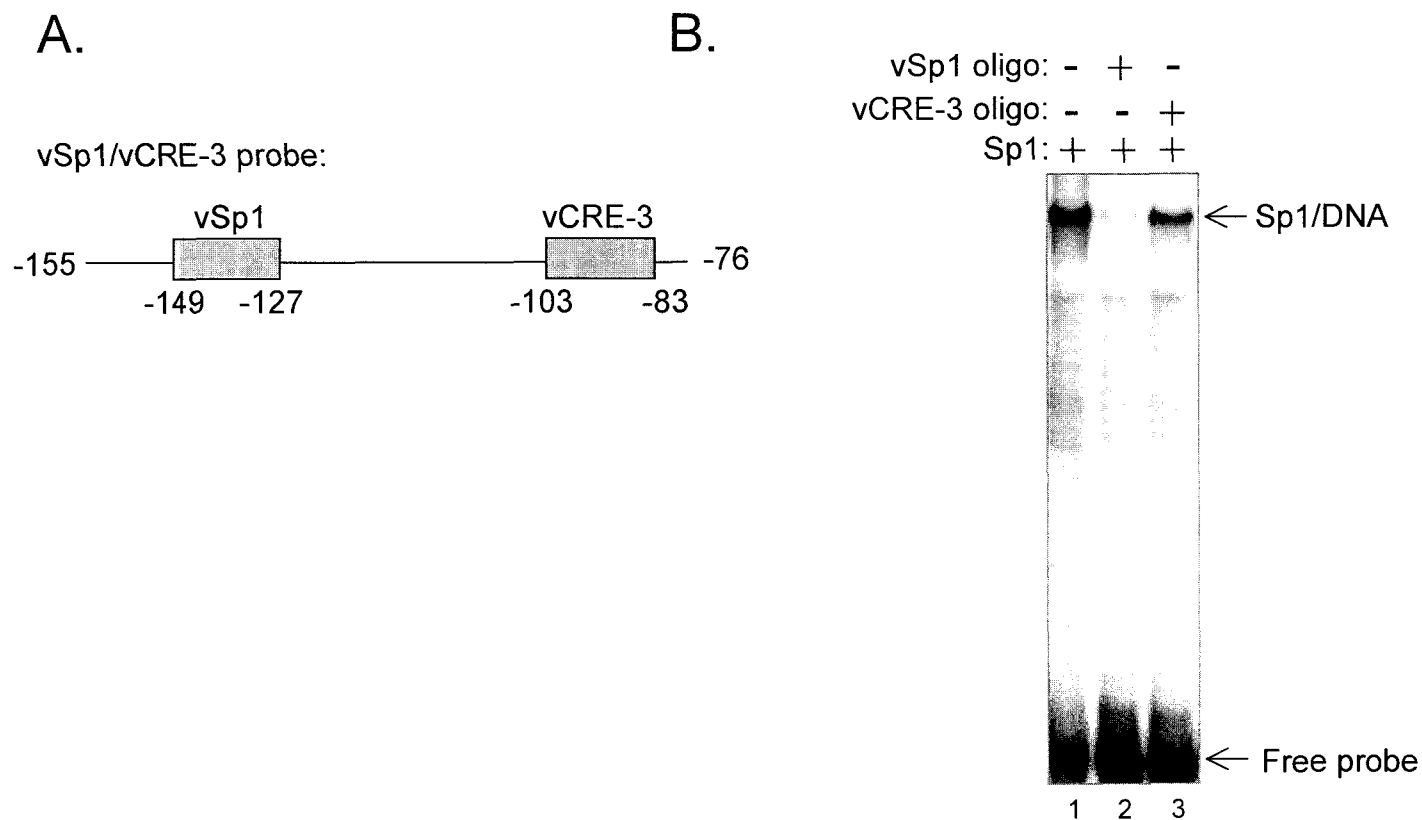 A.
vSp1/vCRE-3 probe:
vSp1 vCRE-3
-155 -76
-149 -127 -103 -83
B.
vSp1 oligo: - + -
vCRE-3 oligo: - - +
Sp1: + + +
Sp1/DNA
Free probe
1 2 3